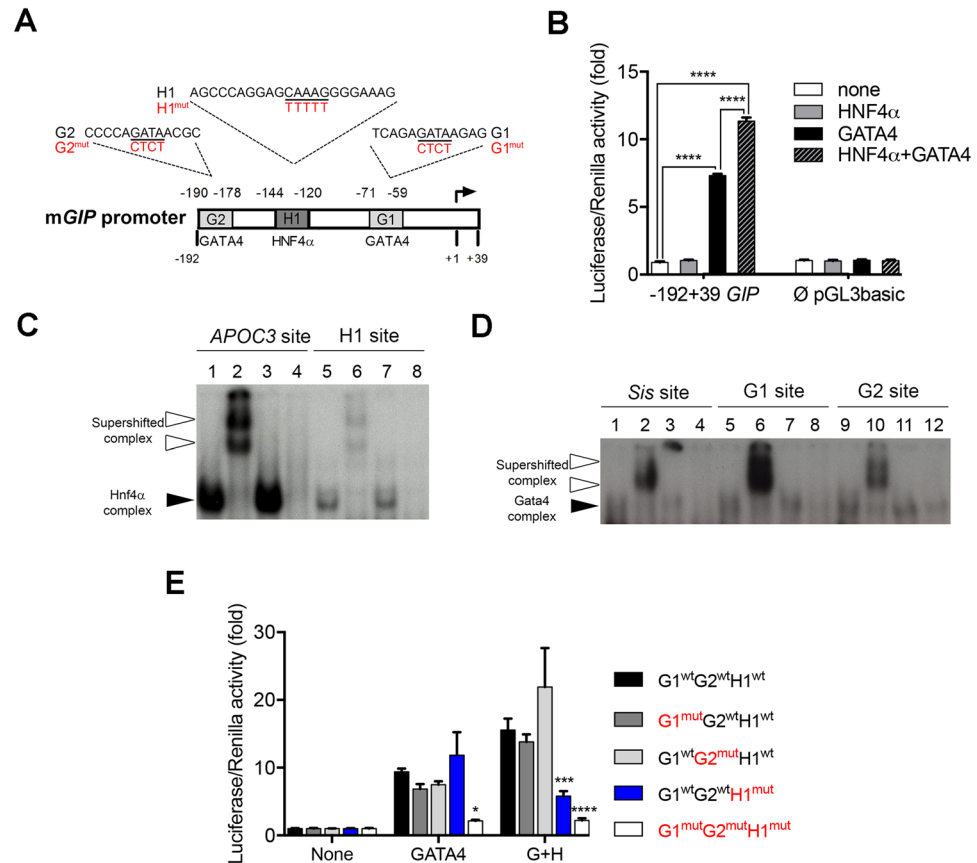 A
H1 AGCCCAGGAGCAAAGGGGAAAG
H1mut TTTTT
G2 CCCCAGATAACGC
G2mut CTCT
TCAGAGATAAGAG G1
CTCT G1mut
-190 -178 -144 -120 -71 -59
mGIP promoter G2 H1 G1
GATA4 HNF4α GATA4
-192 +1 +39
B
Luciferase/Renilla activity (fold)
15
10
5
0
****
****
****
none
HNF4α
GATA4
HNF4α+GATA4
-192+39 GIP Ø pGL3basic
C
APOC3 site H1 site
1 2 3 4 5 6 7 8
Supershifted
complex
Hnf4α
complex
D
Sis site G1 site G2 site
1 2 3 4 5 6 7 8 9 10 11 12
Supershifted
complex
Gata4
complex
E
Luciferase/Renilla activity (fold)
30
20
10
0
*
***
****
None GATA4 G+H
G1wtG2wtH1wt
G1mutG2wtH1wt
G1wtG2mutH1wt
G1wtG2wtH1mut
G1mutG2mutH1mut